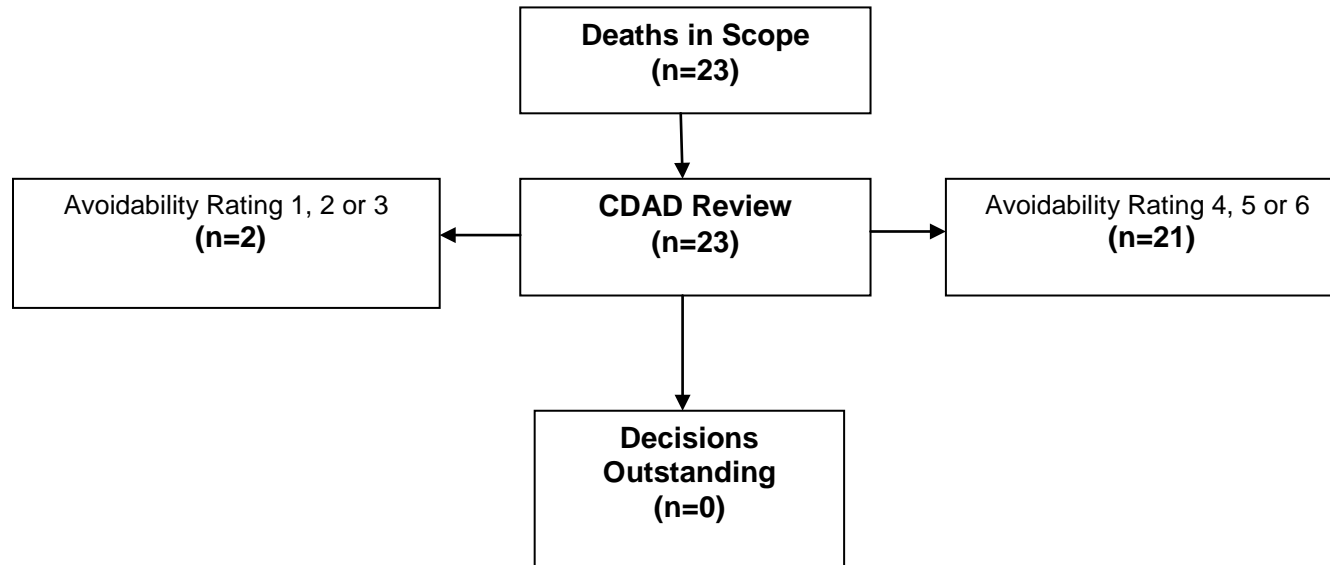 Deaths in Scope
(n=23)
Avoidability Rating 1, 2 or 3
(n=2)
CDAD Review
(n=23)
Avoidability Rating 4, 5 or 6
(n=21)
Decisions
Outstanding
(n=0)